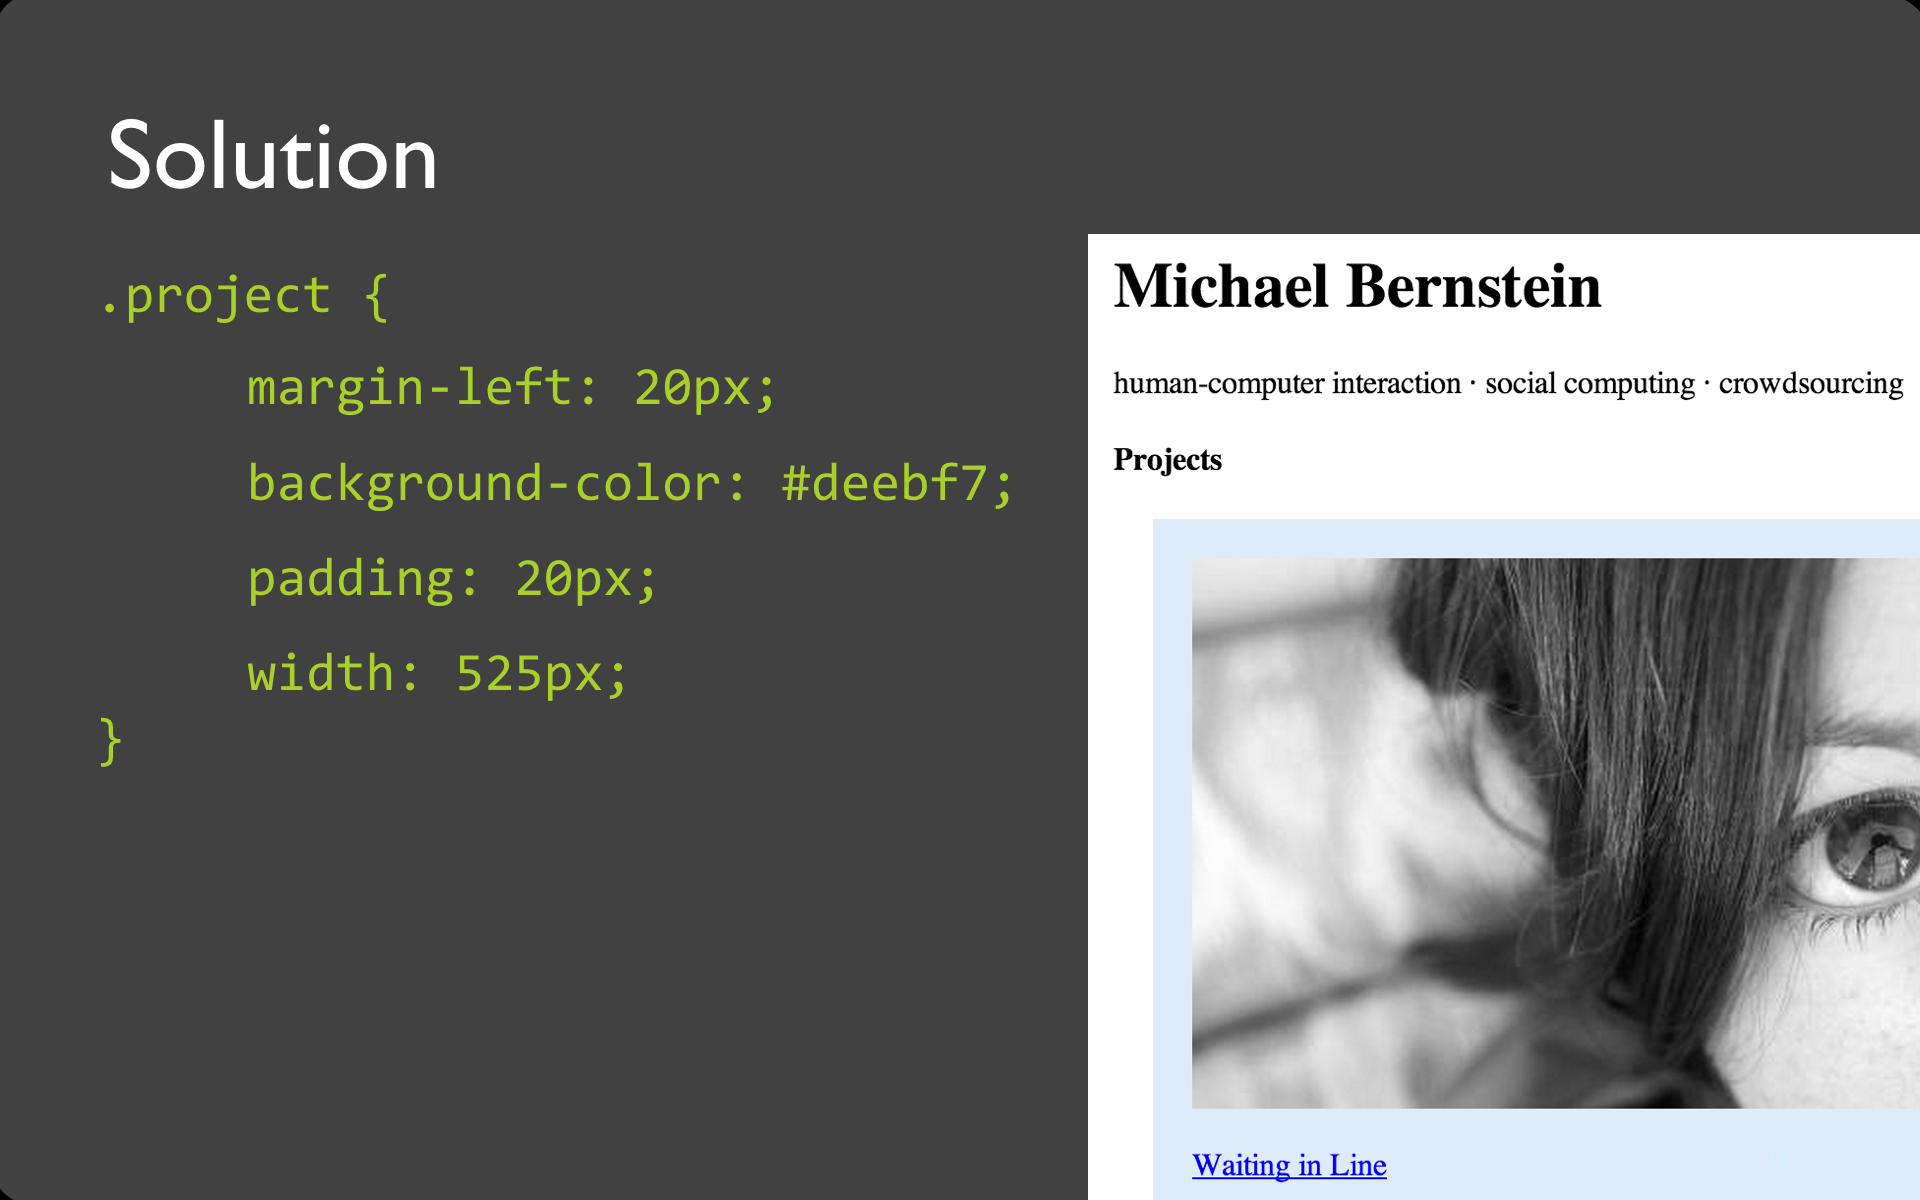 Solution
.project {
margin-left: 20px;
background-color: #deebf7;
padding: 20px;
width: 525px;
}
Michael Bernstein
human-computer interaction · social computing · crowdsourcing
Projects
Waiting in Line